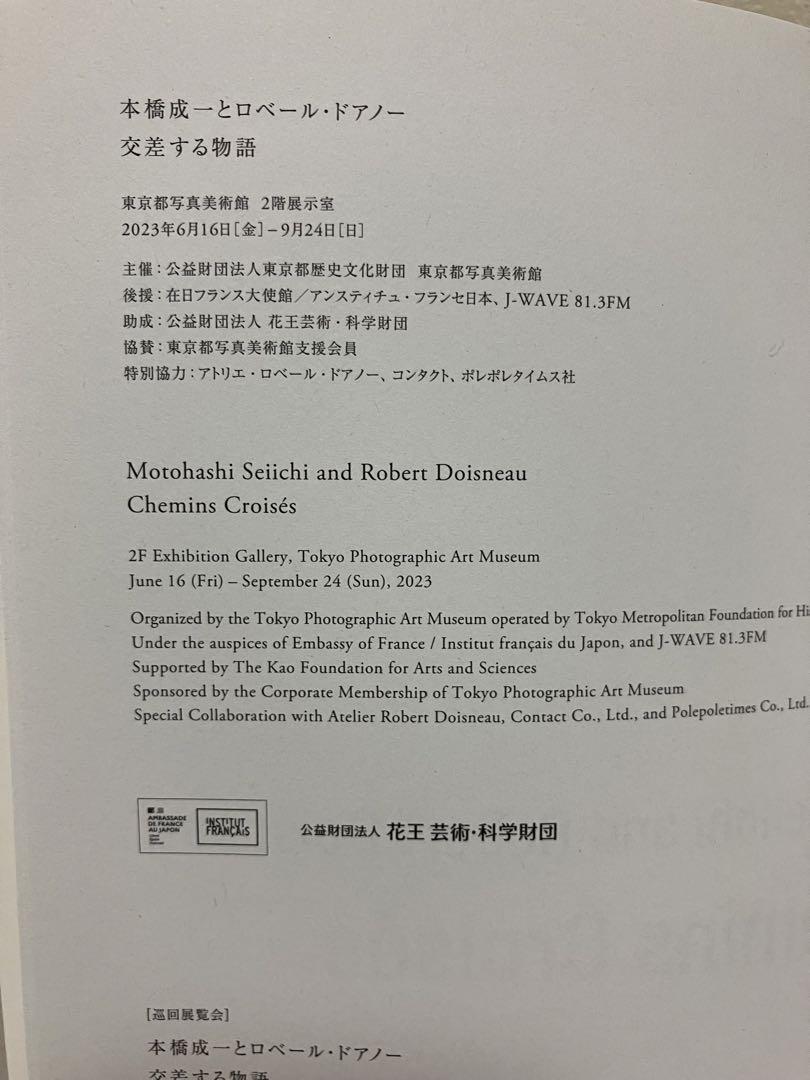 本橋成一とロベール・ドアノー
交差する物語
東京都写真美術館 2階展示室
2023年6月16日[金]–9月24日[日]
主催：公益財団法人東京都歴史文化財団 東京都写真美術館
後援：在日フランス大使館／アンスティチュ・フランセ日本、J-WAVE 81.3FM
助成：公益財団法人 花王芸術・科学財団
協賛：東京都写真美術館支援会員
特別協力：アトリエ・ロベール・ドアノー、コンタクト、ポレポレタイムス社
Motohashi Seiichi and Robert Doisneau
Chemins Croisés
2F Exhibition Gallery, Tokyo Photographic Art Museum
June 16 (Fri) – September 24 (Sun), 2023
Organized by the Tokyo Photographic Art Museum operated by Tokyo Metropolitan Foundation for
Under the auspices of Embassy of France / Institut français du Japon, and J-WAVE 81.3FM
Supported by The Kao Foundation for Arts and Sciences
Sponsored by the Corporate Membership of Tokyo Photographic Art Museum
Special Collaboration with Atelier Robert Doisneau, Contact Co., Ltd., and Polepoletimes Co., Ltd.
AMBASSADE
DE FRANCE
AU JAPON
INSTITUT
FRANÇAIS
公益財団法人 花王 芸術・科学財団
[巡回展覧会]
本橋成一とロベール・ドアノー
交差する物語